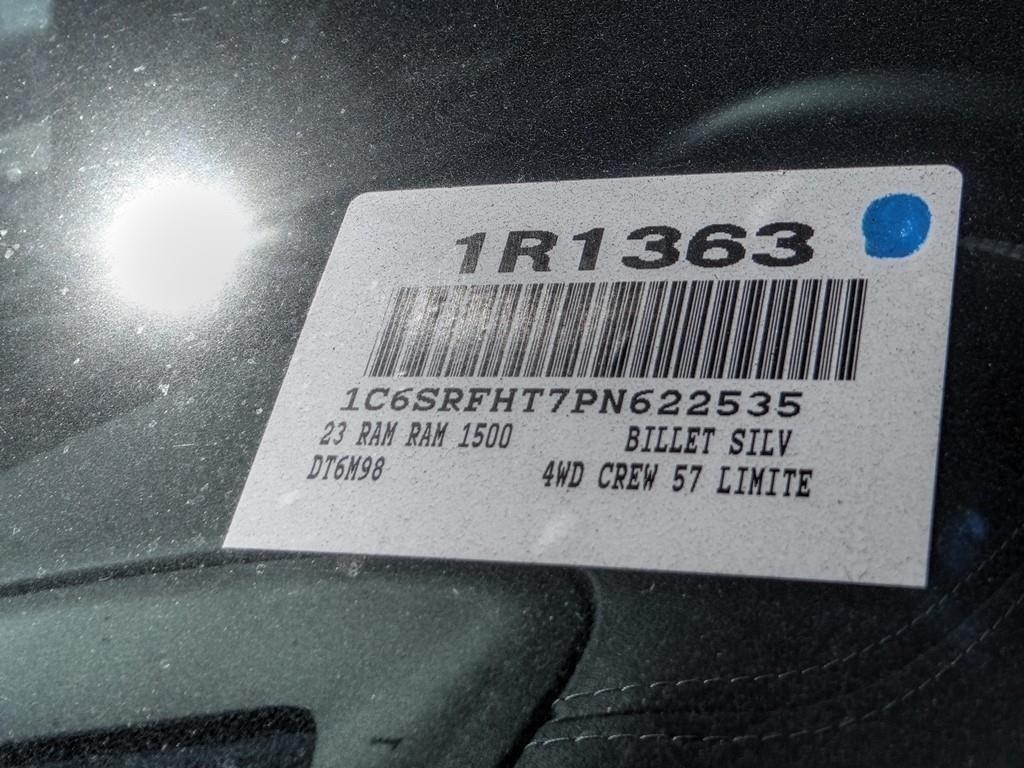 1R1363
1C6SRFHT7PN622535
23 RAM RAM 1500 BILLET SILV
DT6M98 4WD CREW 57 LIMITE